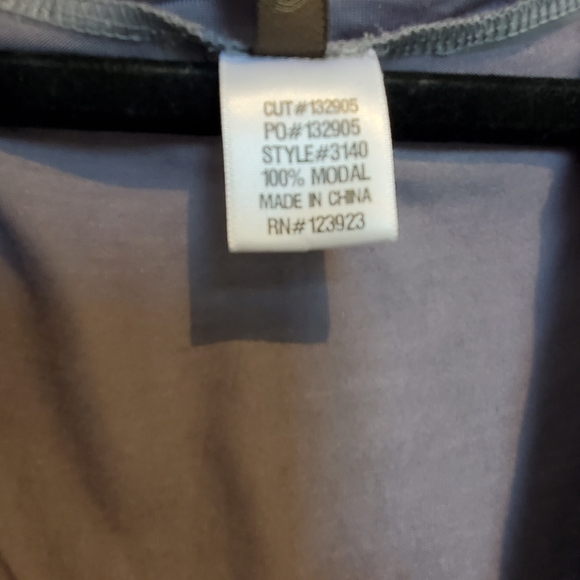 CUT#132905
PO#132905
STYLE#3140
100% MODAL
MADE IN CHINA
RN#123923